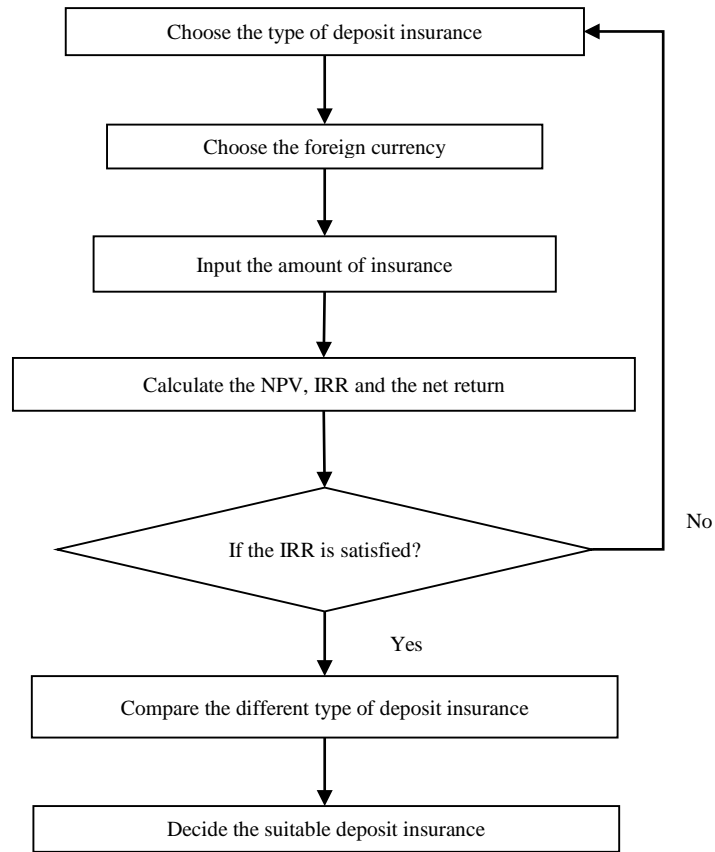 Choose the type of deposit insurance
Choose the foreign currency
Input the amount of insurance
Calculate the NPV, IRR and the net return
If the IRR is satisfied?
No
Yes
Compare the different type of deposit insurance
Decide the suitable deposit insurance